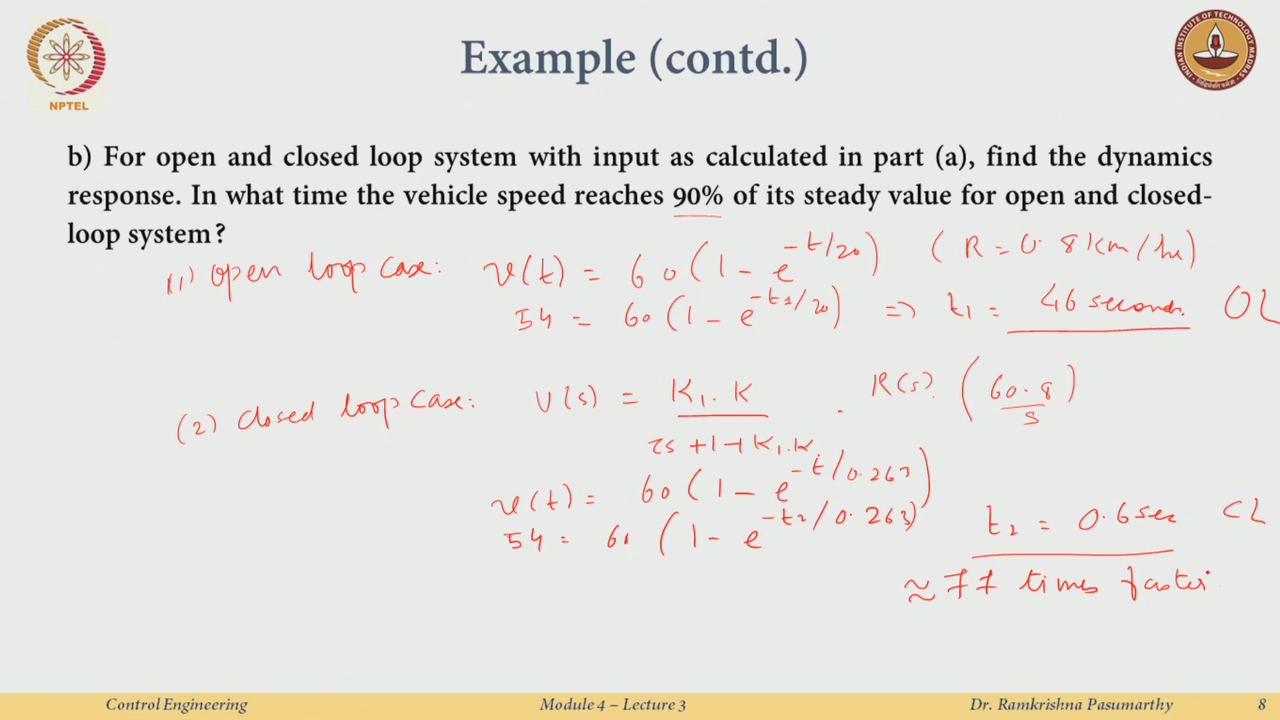 Example (contd.)
NPTEL
INDIAN INSTITUTE OF TECHNOLOGY MADRAS
b) For open and closed loop system with input as calculated in part (a), find the dynamics
response. In what time the vehicle speed reaches 90% of its steady value for open and closed-
loop system?
(1) open loop case: v(t) = 60(1 - e^{-t/20}) (R = 0.8 km/hr)
54 = 60(1 - e^{-t1/20}) => t1 = 46 seconds. OL
(2) closed loop case: V(s) = K1.K / τs + 1 + K1.K . R(s). (60.8/s)
v(t) = 60(1 - e^{-t/0.263})
54 = 60(1 - e^{-t2/0.263}) t2 = 0.6 sec CL
≈ 77 times faster.
Control Engineering Module 4 – Lecture 3 Dr. Ramkrishna Pasumarthy 8